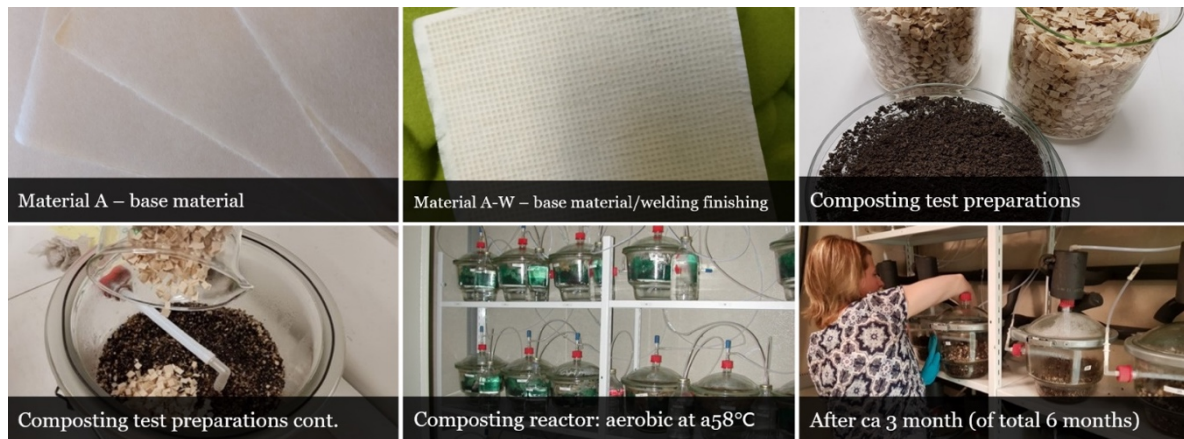 Material A – base material
Material A-W – base material/welding finishing
Composting test preparations
Composting test preparations cont.
Composting reactor: aerobic at a58°C
After ca 3 month (of total 6 months)